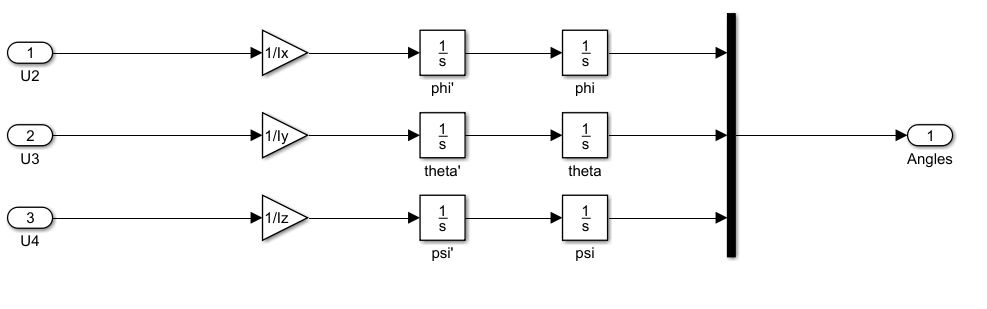 1
U2
1/Ix
1
s
phi'
1
s
phi
2
U3
1/Iy
1
s
theta'
1
s
theta
1
Angles
3
U4
1/Iz
1
s
psi'
1
s
psi